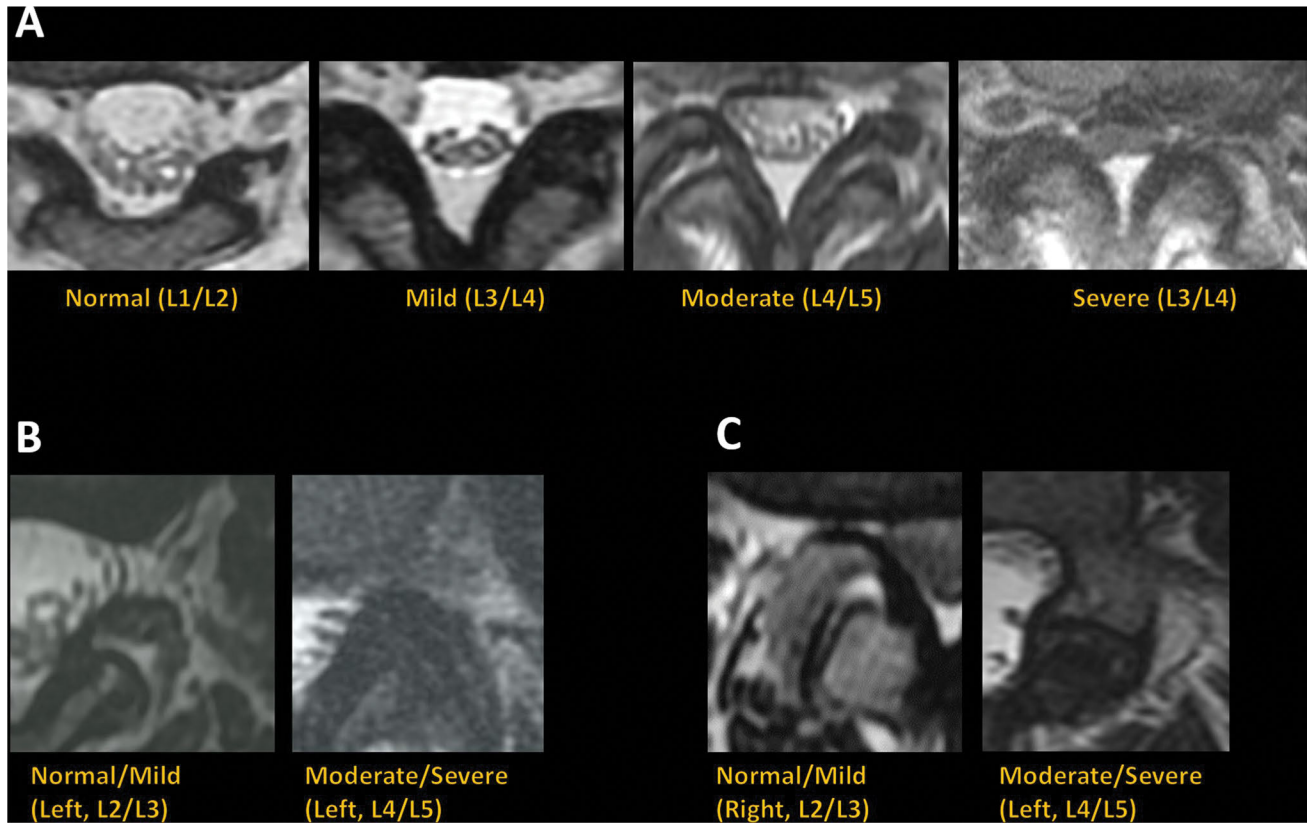 A
Normal (L1/L2)
Mild (L3/L4)
Moderate (L4/L5)
Severe (L3/L4)
B
C
Normal/Mild
(Left, L2/L3)
Moderate/Severe
(Left, L4/L5)
Normal/Mild
(Right, L2/L3)
Moderate/Severe
(Left, L4/L5)